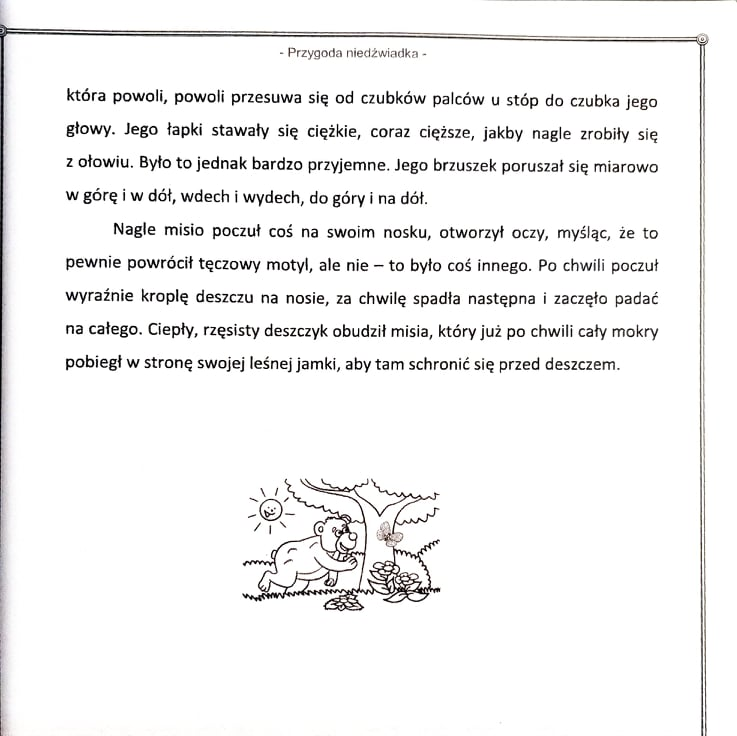 - Przygoda niedźwiadka -
która powoli, powoli przesuwa się od czubków palców u stóp do czubka jego
głowy. Jego łapki stawały się ciężkie, coraz cięższe, jakby nagle zrobiły się
z ołowiu. Było to jednak bardzo przyjemne. Jego brzuszek poruszał się miarowo
w górę i w dół, wdech i wydech, do góry i na dół.
Nagle misio poczuł coś na swoim nosku, otworzył oczy, myśląc, że to
pewnie powrócił tęczowy motyl, ale nie – to było coś innego. Po chwili poczuł
wyraźnie kroplę deszczu na nosie, za chwilę spadła następna i zaczęło padać
na całego. Ciepły, rzęsisty deszczyk obudził misia, który już po chwili cały mokry
pobiegł w stronę swojej leśnej jamki, aby tam schronić się przed deszczem.